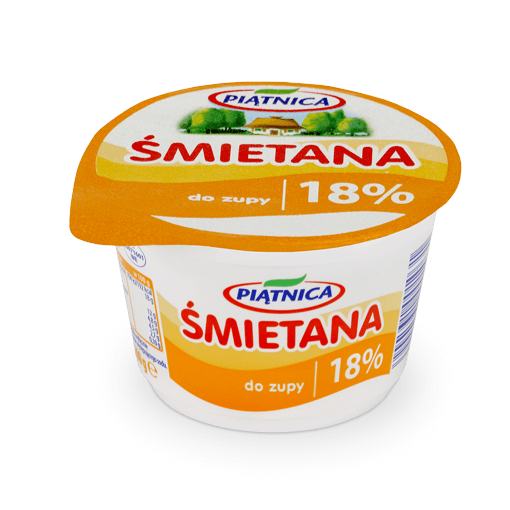 PIĄTNICA
ŚMIETANA
do zupy
18%
PIĄTNICA
ŚMIETANA
do zupy
18%